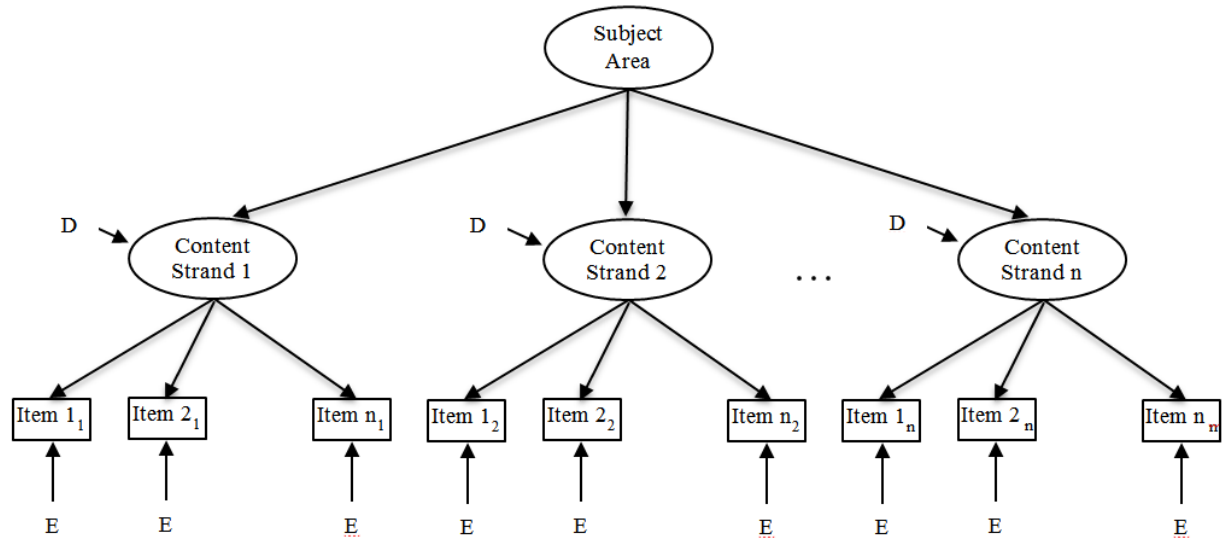 Subject
Area
D
Content
Strand 1
D
Content
Strand 2
...
D
Content
Strand n
Item 1₁
Item 2₁
Item n₁
Item 1₂
Item 2₂
Item n₂
Item 1ₙ
Item 2ₙ
Item nₘ
E
E
E
E
E
E
E
E
E